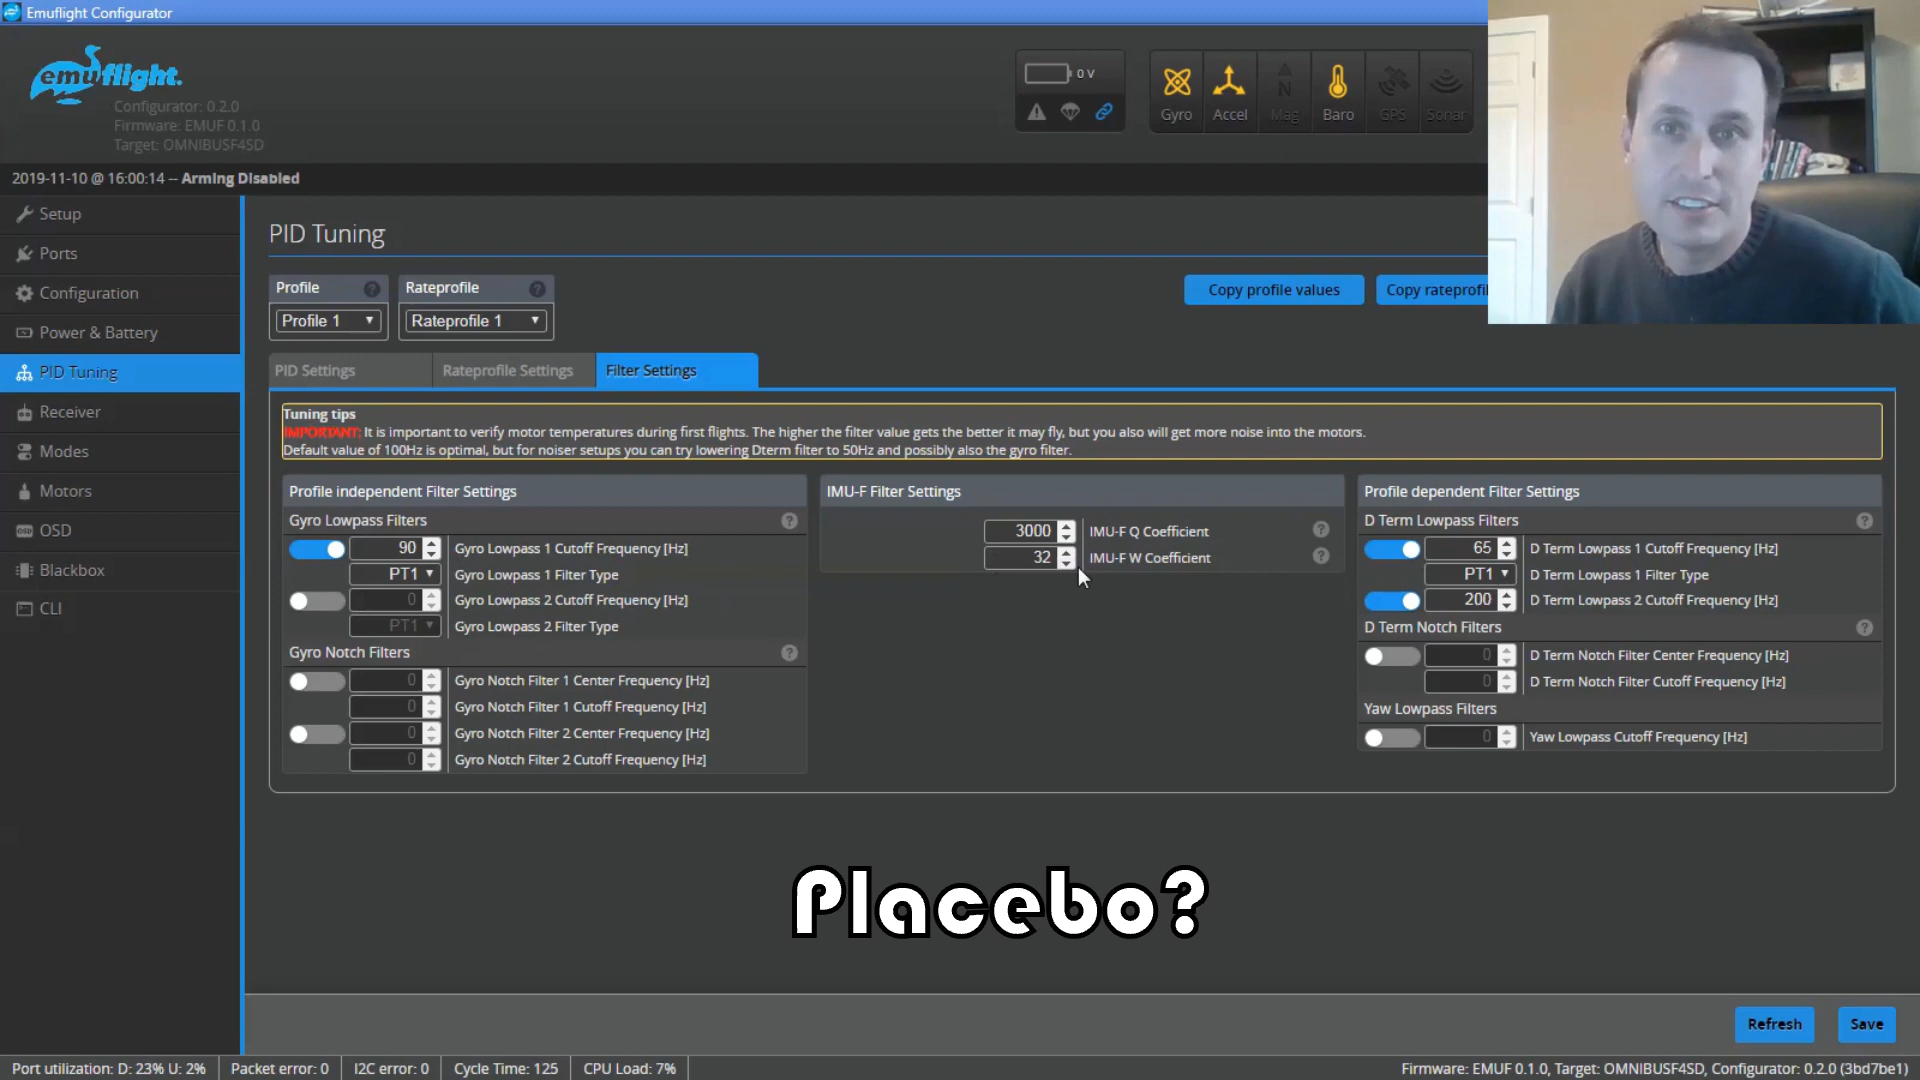 Emuflight Configurator
emuflight.
Configurator: 0.2.0
Firmware: EMUF 0.1.0
Target: OMNIBUSF4SD
0 V
Gyro Accel Mag Baro GPS Sonar
2019-11-10 @ 16:00:14 -- Arming Disabled
Setup
Ports
Configuration
Power & Battery
PID Tuning
Receiver
Modes
Motors
OSD
Blackbox
CLI
PID Tuning
Profile
Rateprofile
Profile 1
Rateprofile 1
Copy profile values
Copy rateprofil
PID Settings
Rateprofile Settings
Filter Settings
Tuning tips
IMPORTANT: It is important to verify motor temperatures during first flights. The higher the filter value gets the better it may fly, but you also will get more noise into the motors.
Default value of 100Hz is optimal, but for noiser setups you can try lowering Dterm filter to 50Hz and possibly also the gyro filter.
Profile independent Filter Settings
Gyro Lowpass Filters
90 Gyro Lowpass 1 Cutoff Frequency [Hz]
PT1 Gyro Lowpass 1 Filter Type
0 Gyro Lowpass 2 Cutoff Frequency [Hz]
PT1 Gyro Lowpass 2 Filter Type
Gyro Notch Filters
0 Gyro Notch Filter 1 Center Frequency [Hz]
0 Gyro Notch Filter 1 Cutoff Frequency [Hz]
0 Gyro Notch Filter 2 Center Frequency [Hz]
0 Gyro Notch Filter 2 Cutoff Frequency [Hz]
IMU-F Filter Settings
3000 IMU-F Q Coefficient
32 IMU-F W Coefficient
Profile dependent Filter Settings
D Term Lowpass Filters
65 D Term Lowpass 1 Cutoff Frequency [Hz]
PT1 D Term Lowpass 1 Filter Type
200 D Term Lowpass 2 Cutoff Frequency [Hz]
D Term Notch Filters
0 D Term Notch Filter Center Frequency [Hz]
0 D Term Notch Filter Cutoff Frequency [Hz]
Yaw Lowpass Filters
0 Yaw Lowpass Cutoff Frequency [Hz]
Placebo?
Refresh
Save
Port utilization: D: 23% U: 2%
Packet error: 0
I2C error: 0
Cycle Time: 125
CPU Load: 7%
Firmware: EMUF 0.1.0, Target: OMNIBUSF4SD, Configurator: 0.2.0 (3bd7be1)